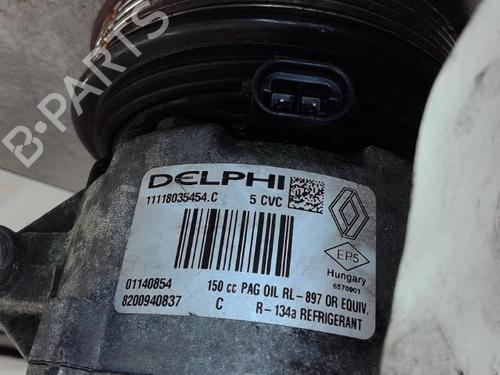 B-PARTS
DELPHI
11118035454.C 5 CVC
EP5
Hungary
6570901
01140854 150 cc PAG OIL RL-897 OR EQUIV.
8200940837 C R-134a REFRIGERANT